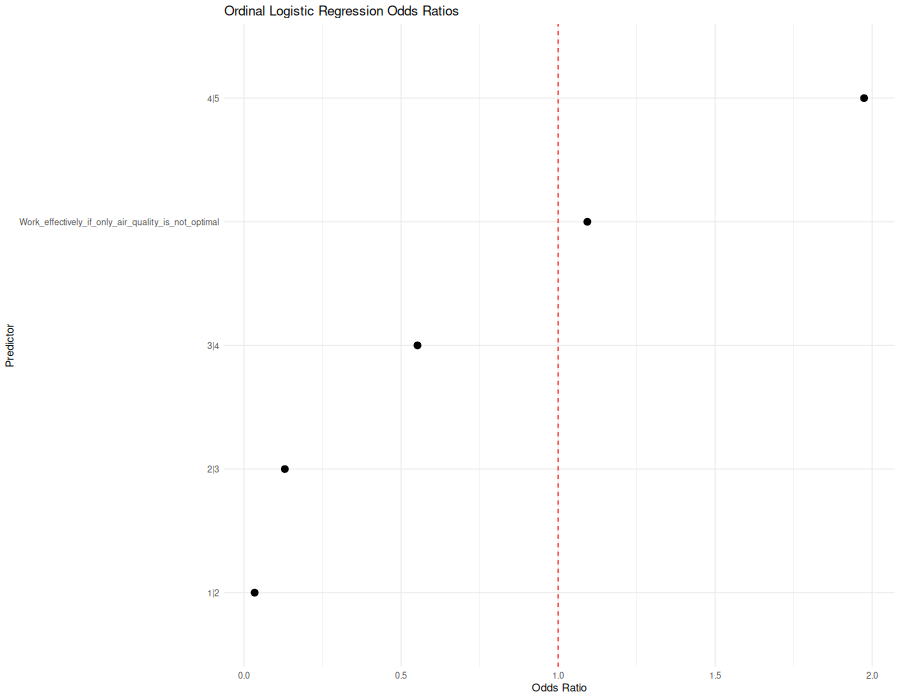 Ordinal Logistic Regression Odds Ratios
4|5
Work_effectively_if_only_air_quality_is_not_optimal
3|4
2|3
1|2
Predictor
0.0 0.5 1.0 1.5 2.0
Odds Ratio